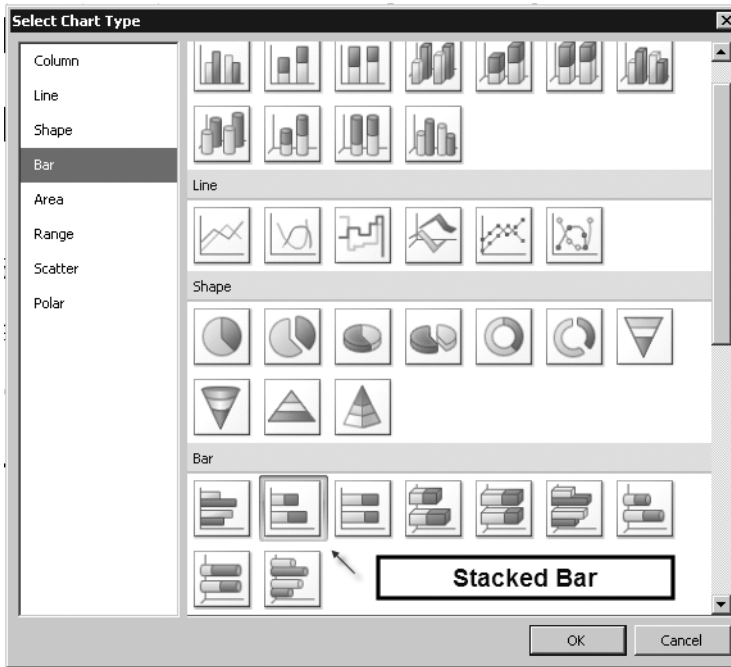 Select Chart Type
Column
Line
Shape
Bar
Area
Range
Scatter
Polar
Line
Shape
Bar
Stacked Bar
OK
Cancel